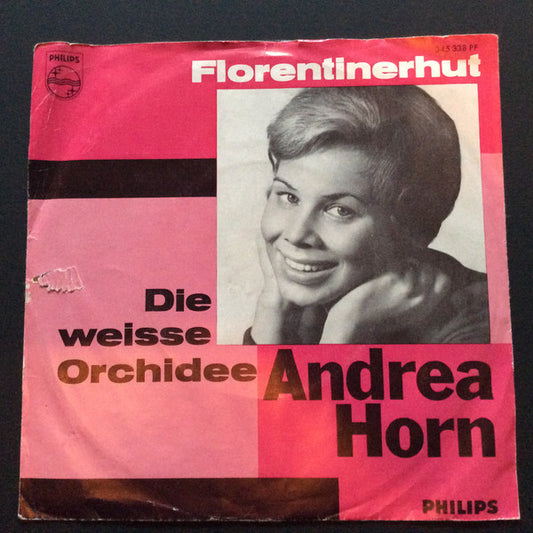 PHILIPS
345 338 PF
Florentinerhut
Die
weisse
Orchidee
Andrea
Horn
PHILIPS